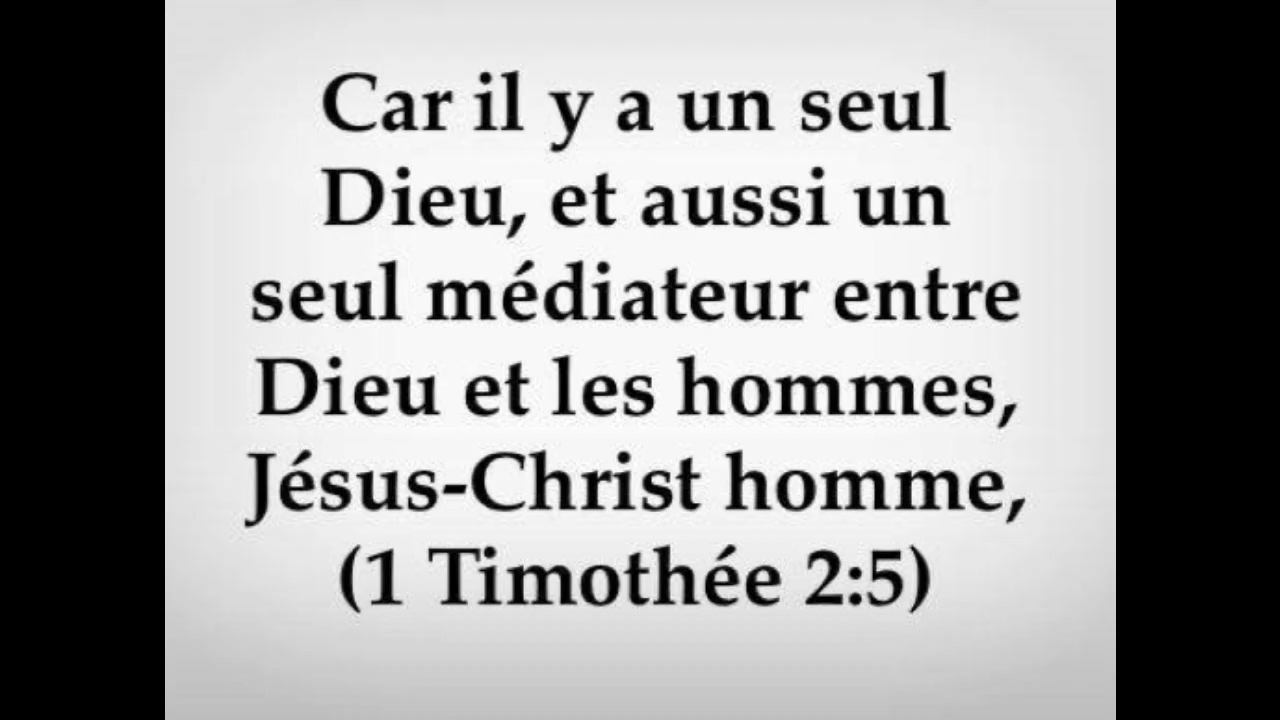 Car il y a un seul
Dieu, et aussi un
seul médiateur entre
Dieu et les hommes,
Jésus-Christ homme,
(1 Timothée 2:5)